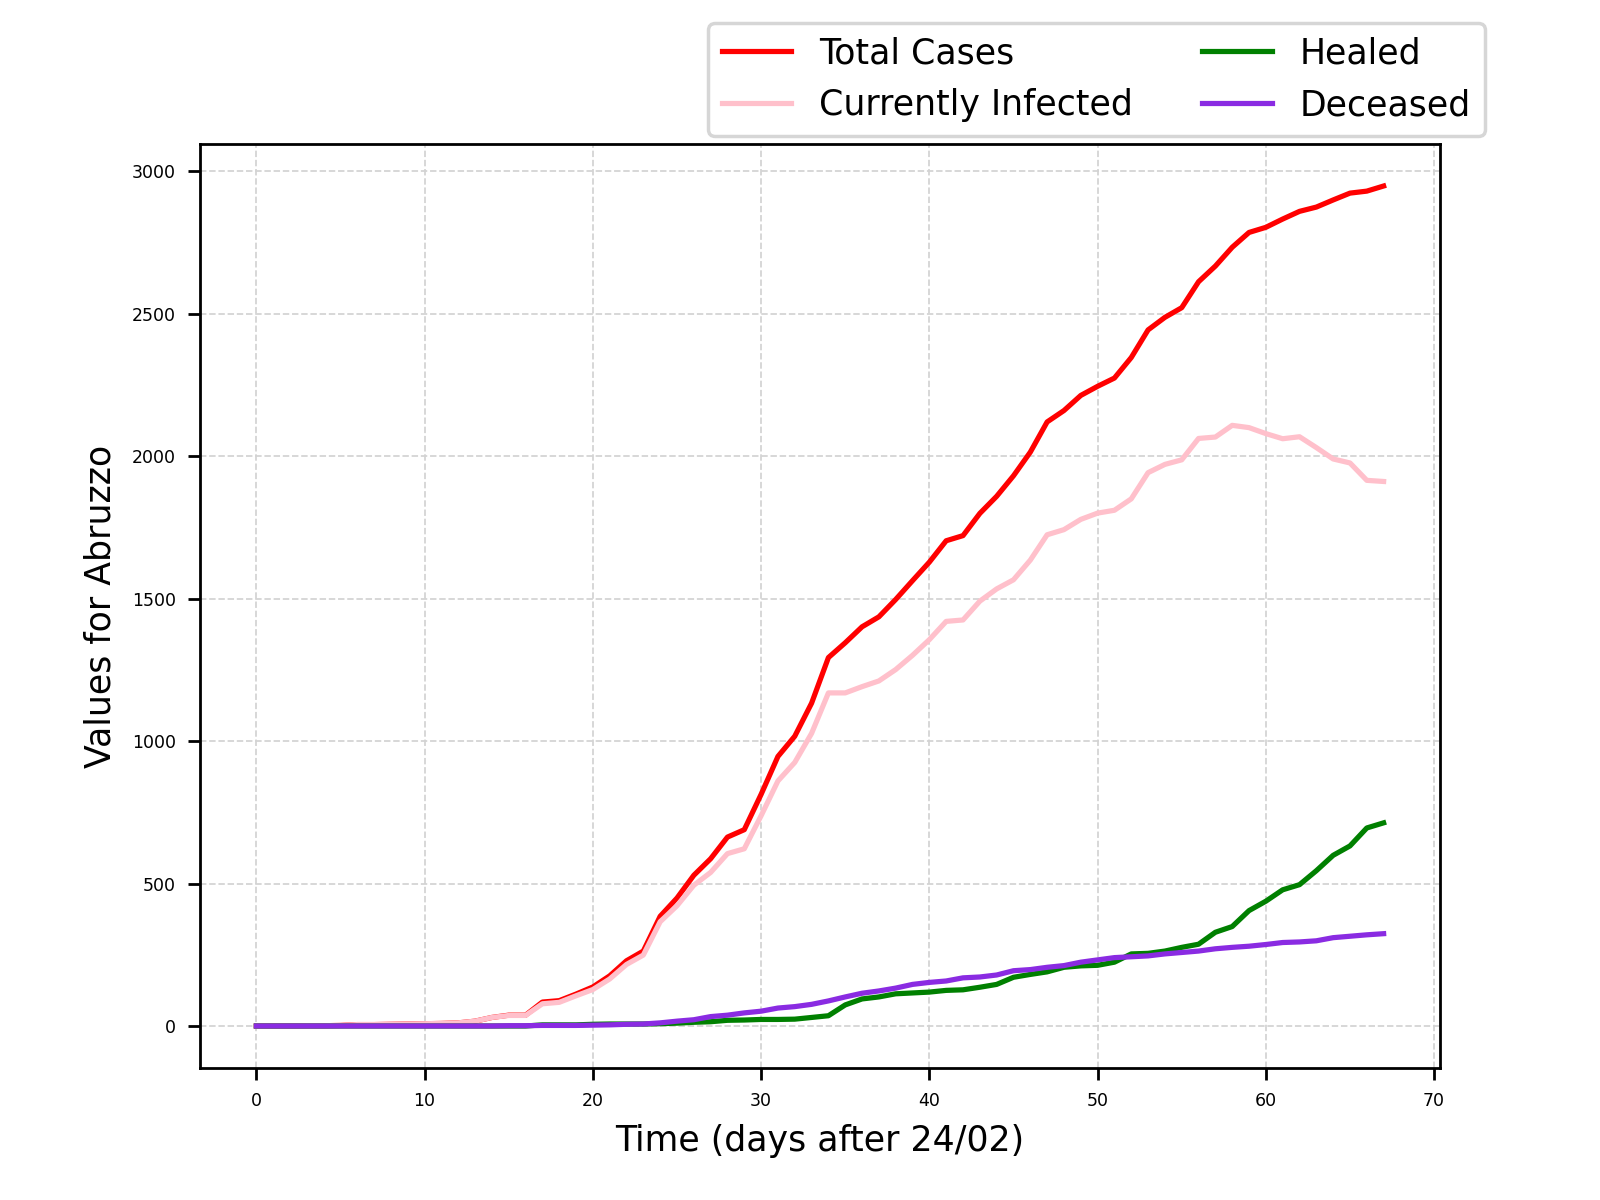 Total Cases
Currently Infected
Healed
Deceased
3000
2500
2000
1500
1000
500
0
Values for Abruzzo
0 10 20 30 40 50 60 70
Time (days after 24/02)